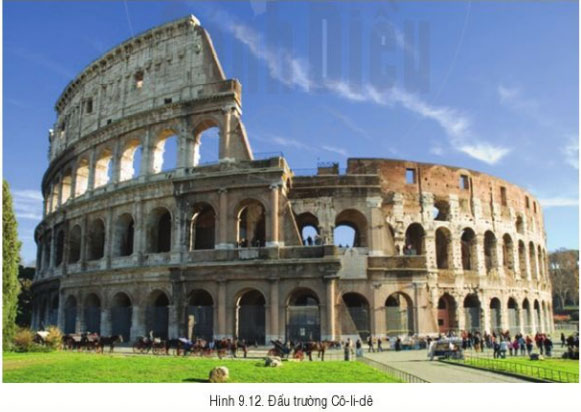 Hình 9.12. Đấu trường Cô-li-dê